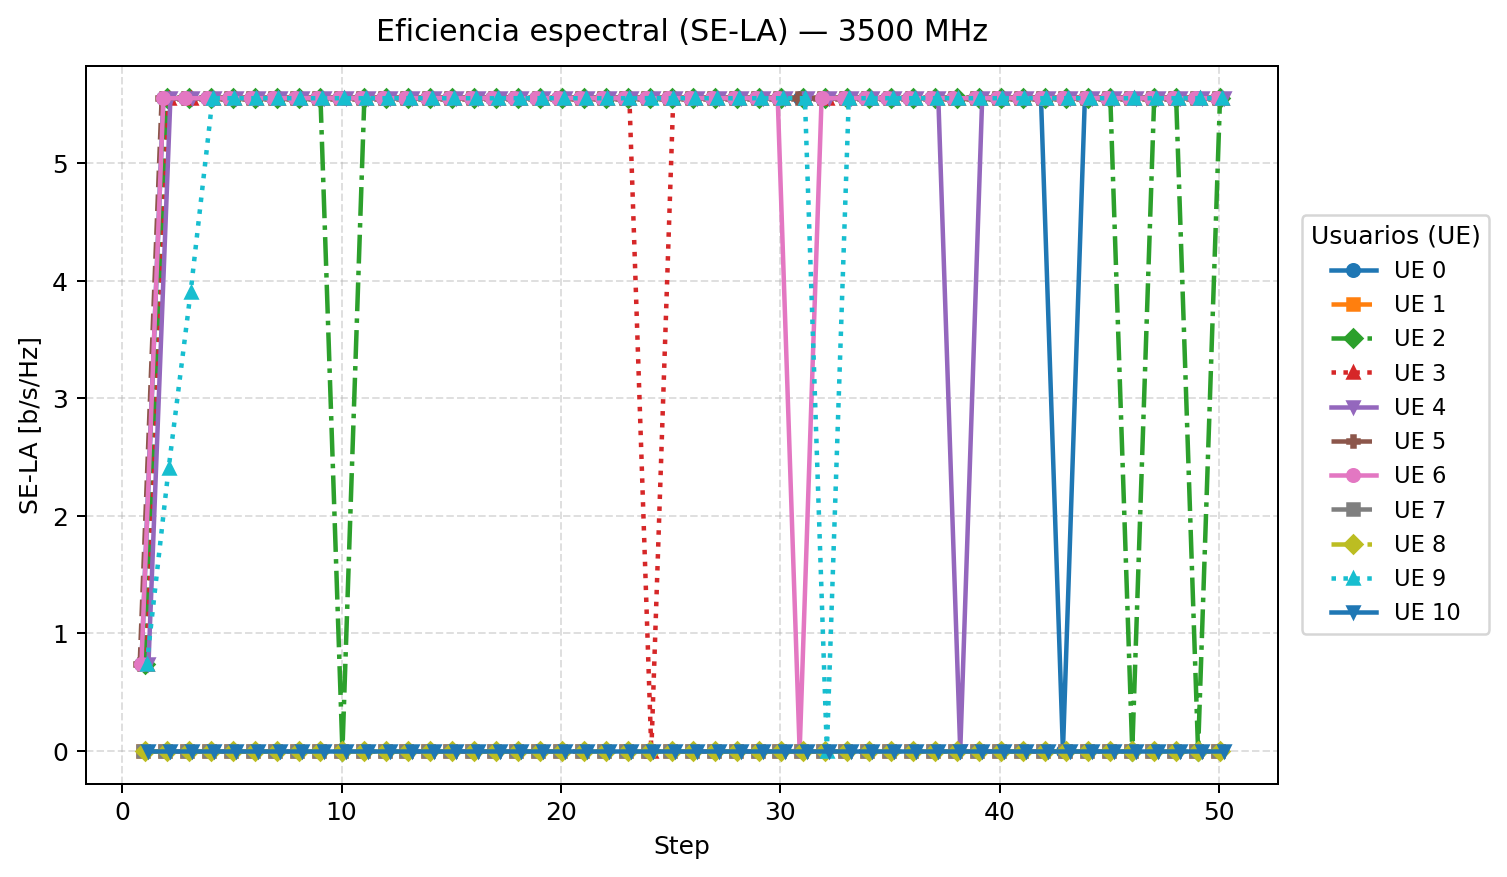 Eficiencia espectral (SE-LA) — 3500 MHz
SE-LA [b/s/Hz]
5
4
3
2
1
0
0
10
20
30
40
50
Step
Usuarios (UE)
UE 0
UE 1
UE 2
UE 3
UE 4
UE 5
UE 6
UE 7
UE 8
UE 9
UE 10